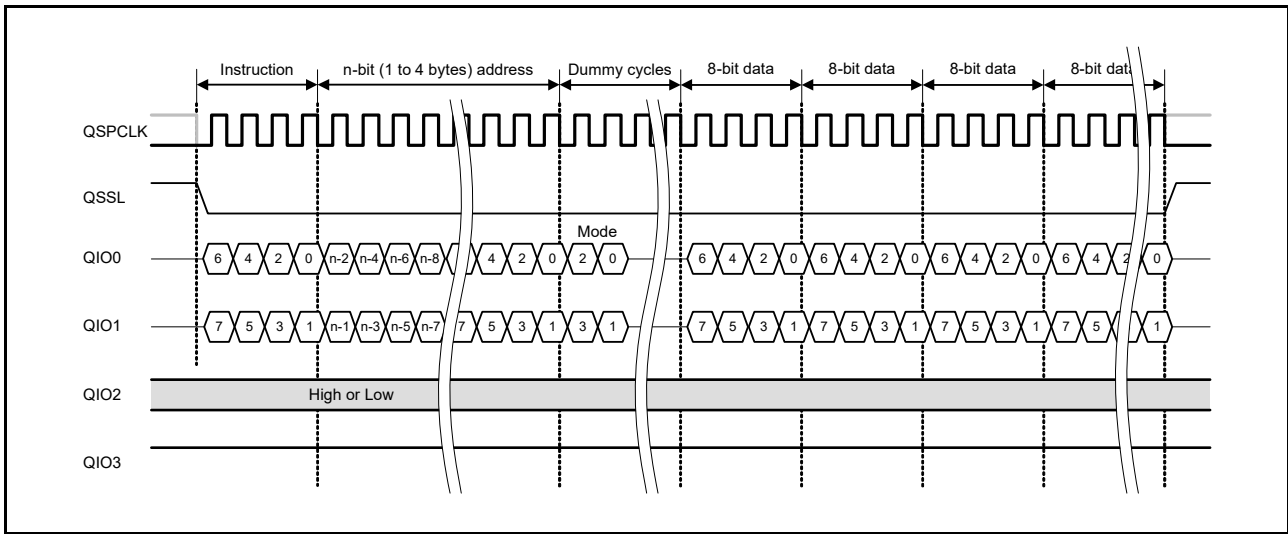 Instruction n-bit (1 to 4 bytes) address Dummy cycles 8-bit data 8-bit data 8-bit data 8-bit data
QSPCLK
QSSL
Mode
QIO0 6 4 2 0 n-2 n-4 n-6 n-8 4 2 0 2 0 6 4 2 0 6 4 2 0 6 4 2 0 6 4 2 0
QIO1 7 5 3 1 n-1 n-3 n-5 n-7 7 5 3 1 3 1 7 5 3 1 7 5 3 1 7 5 3 1 7 5 1
QIO2 High or Low
QIO3